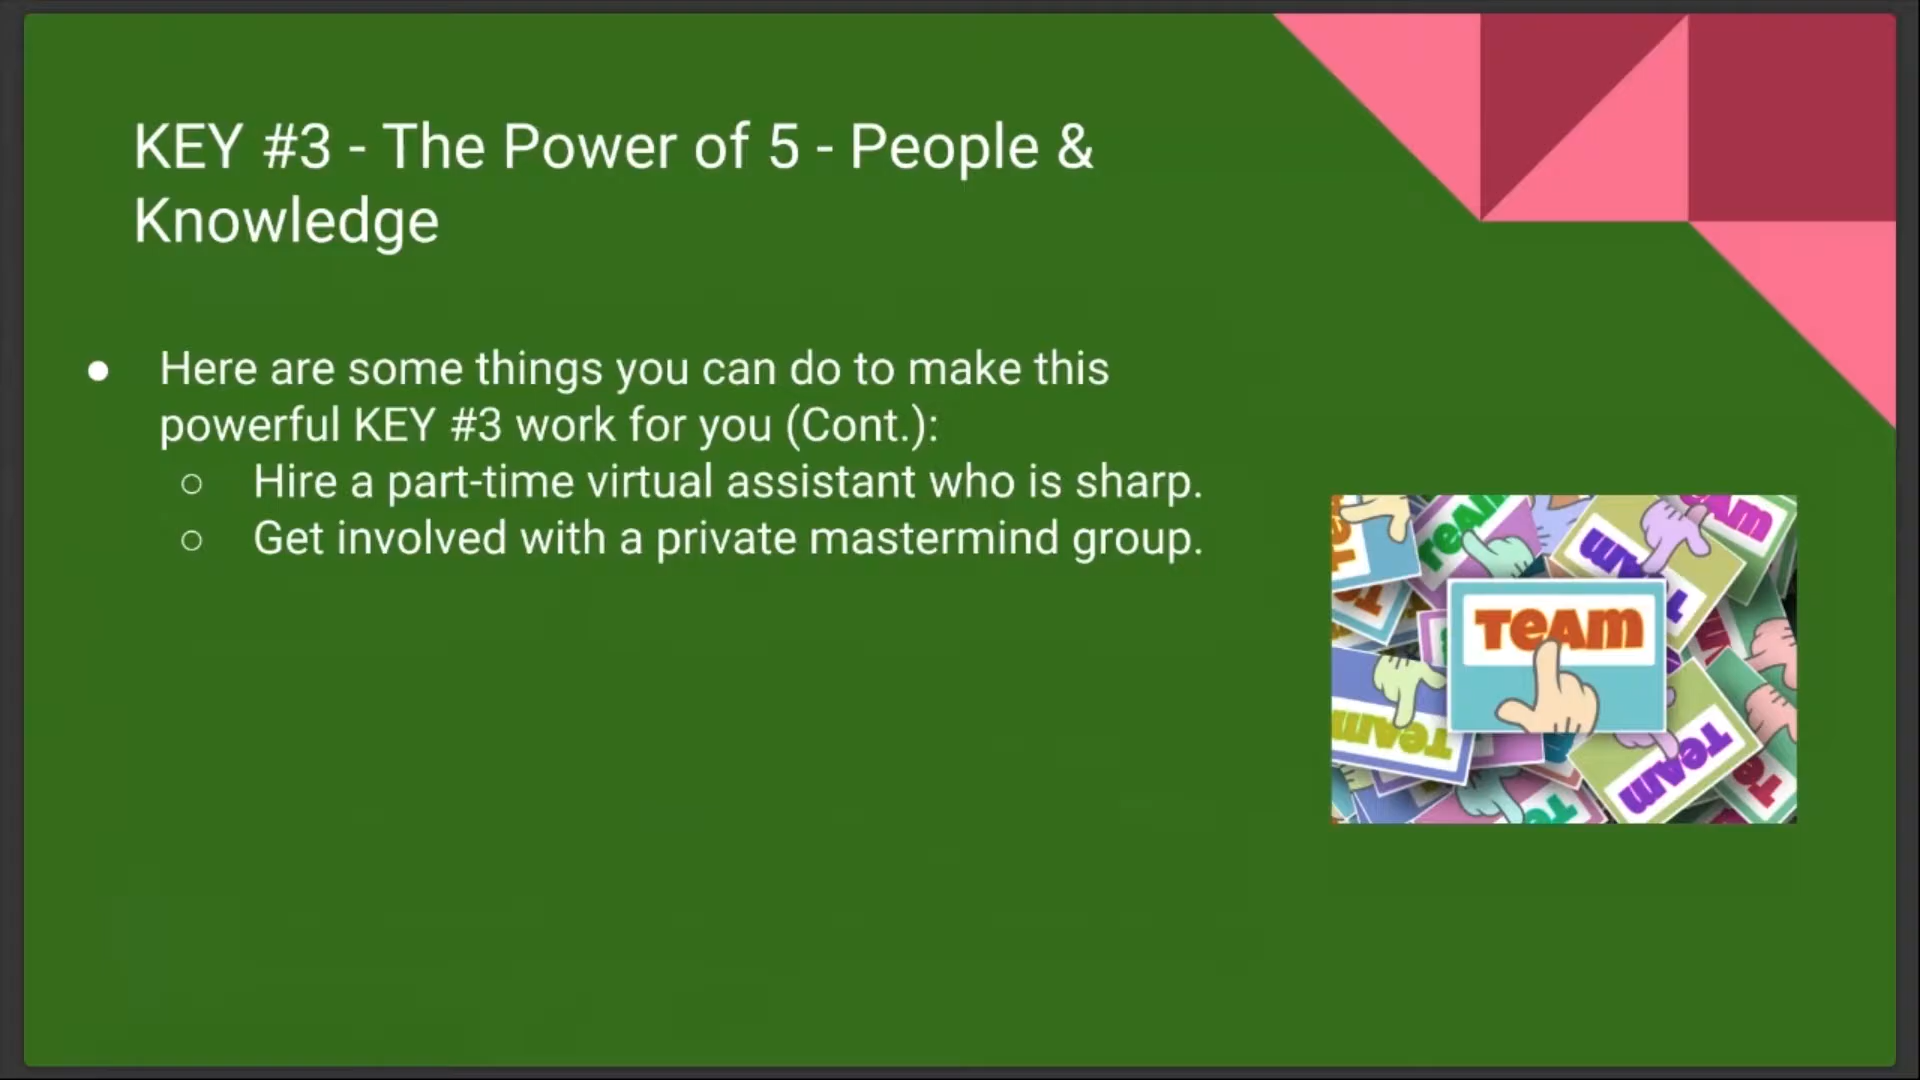 KEY #3 - The Power of 5 - People &
Knowledge
● Here are some things you can do to make this
powerful KEY #3 work for you (Cont.):
○ Hire a part-time virtual assistant who is sharp.
○ Get involved with a private mastermind group.
TeAm
TeAm
TeAm
TeAm